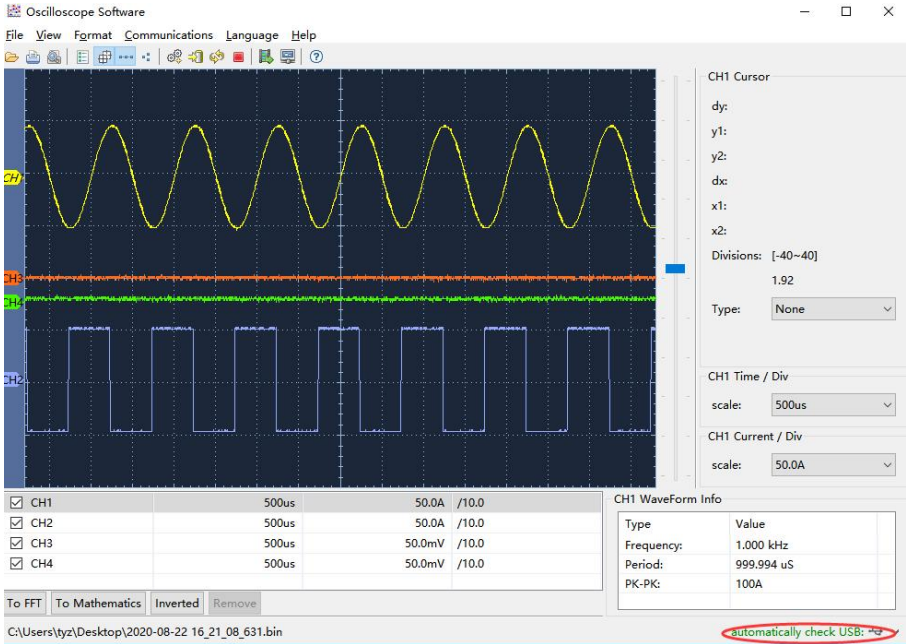 Oscilloscope Software
File View Format Communications Language Help
CH1 Cursor
dy:
y1:
y2:
dx:
x1:
x2:
Divisions: [-40~40]
1.92
Type: None
CH1 Time / Div
scale: 500us
CH1 Current / Div
scale: 50.0A
CH
CH3
CH4
CH2
CH1 500us 50.0A /10.0
CH2 500us 50.0A /10.0
CH3 500us 50.0mV /10.0
CH4 500us 50.0mV /10.0
CH1 WaveForm Info
Type Value
Frequency: 1.000 kHz
Period: 999.994 uS
PK-PK: 100A
To FFT To Mathematics Inverted Remove
C:\Users\tyz\Desktop\2020-08-22 16_21_08_631.bin automatically check USB: